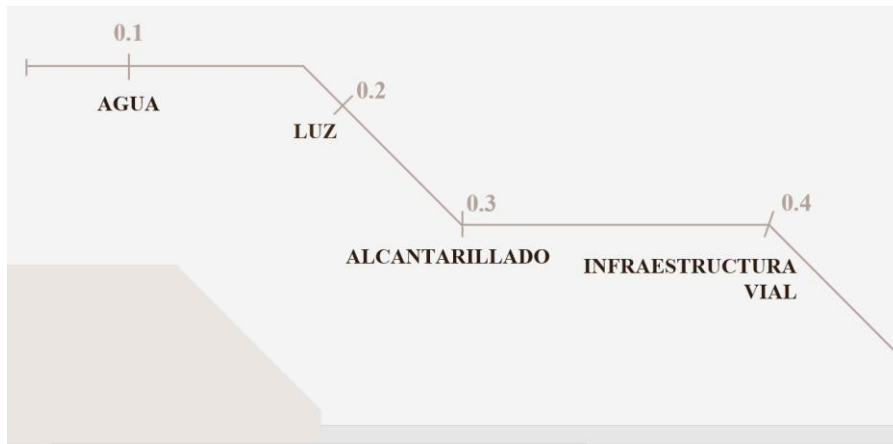 0.1
AGUA
0.2
LUZ
0.3
ALCANTARILLADO
0.4
INFRAESTRUCTURA
VIAL